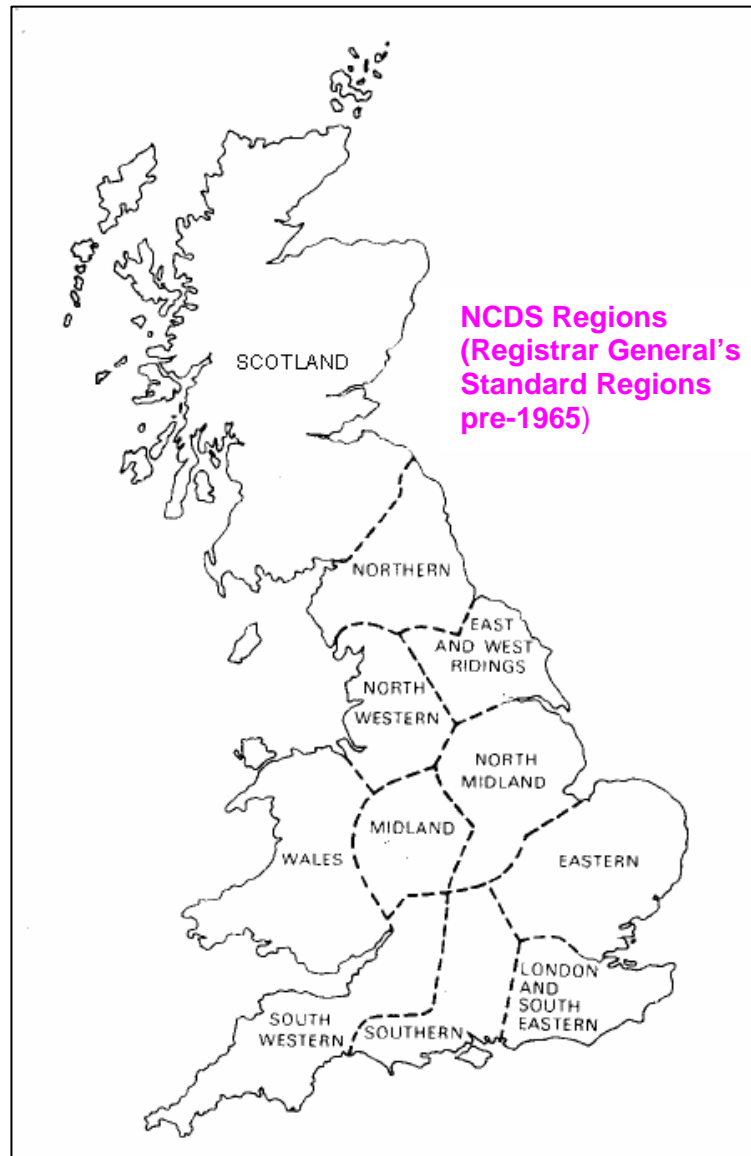 NCDS Regions
(Registrar General’s
Standard Regions
pre-1965)
SCOTLAND
NORTHERN
EAST
AND WEST
RIDINGS
NORTH
WESTERN
NORTH
MIDLAND
MIDLAND
WALES
EASTERN
LONDON
AND
SOUTH
EASTERN
SOUTH
WESTERN
SOUTHERN